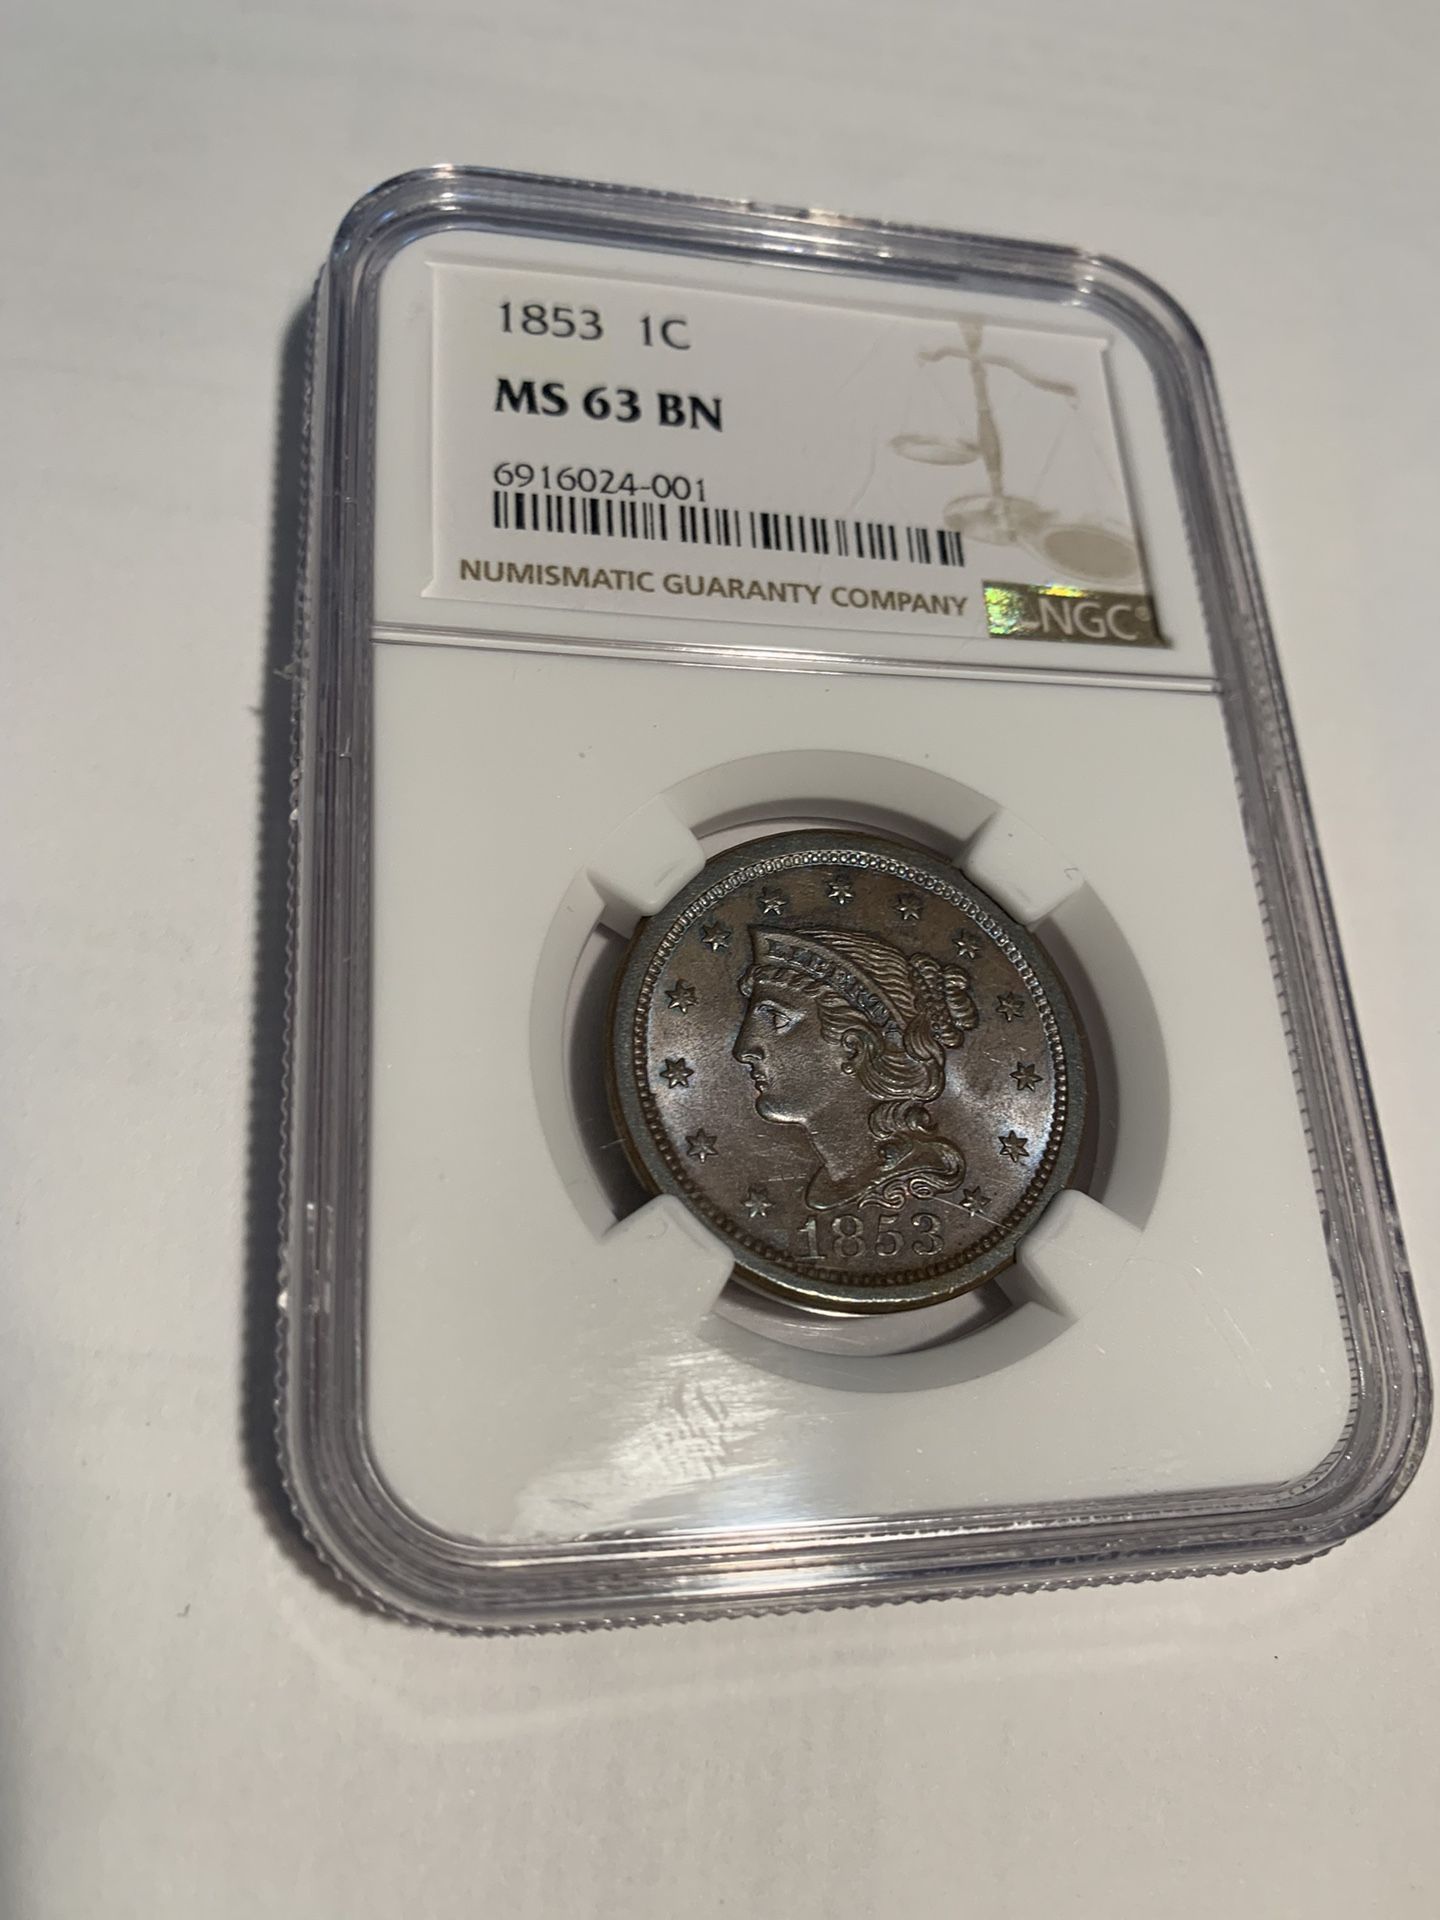 1853 1C
MS 63 BN
6916024-001
NUMISMATIC GUARANTY COMPANY
NGC®
LIBERTY
1853